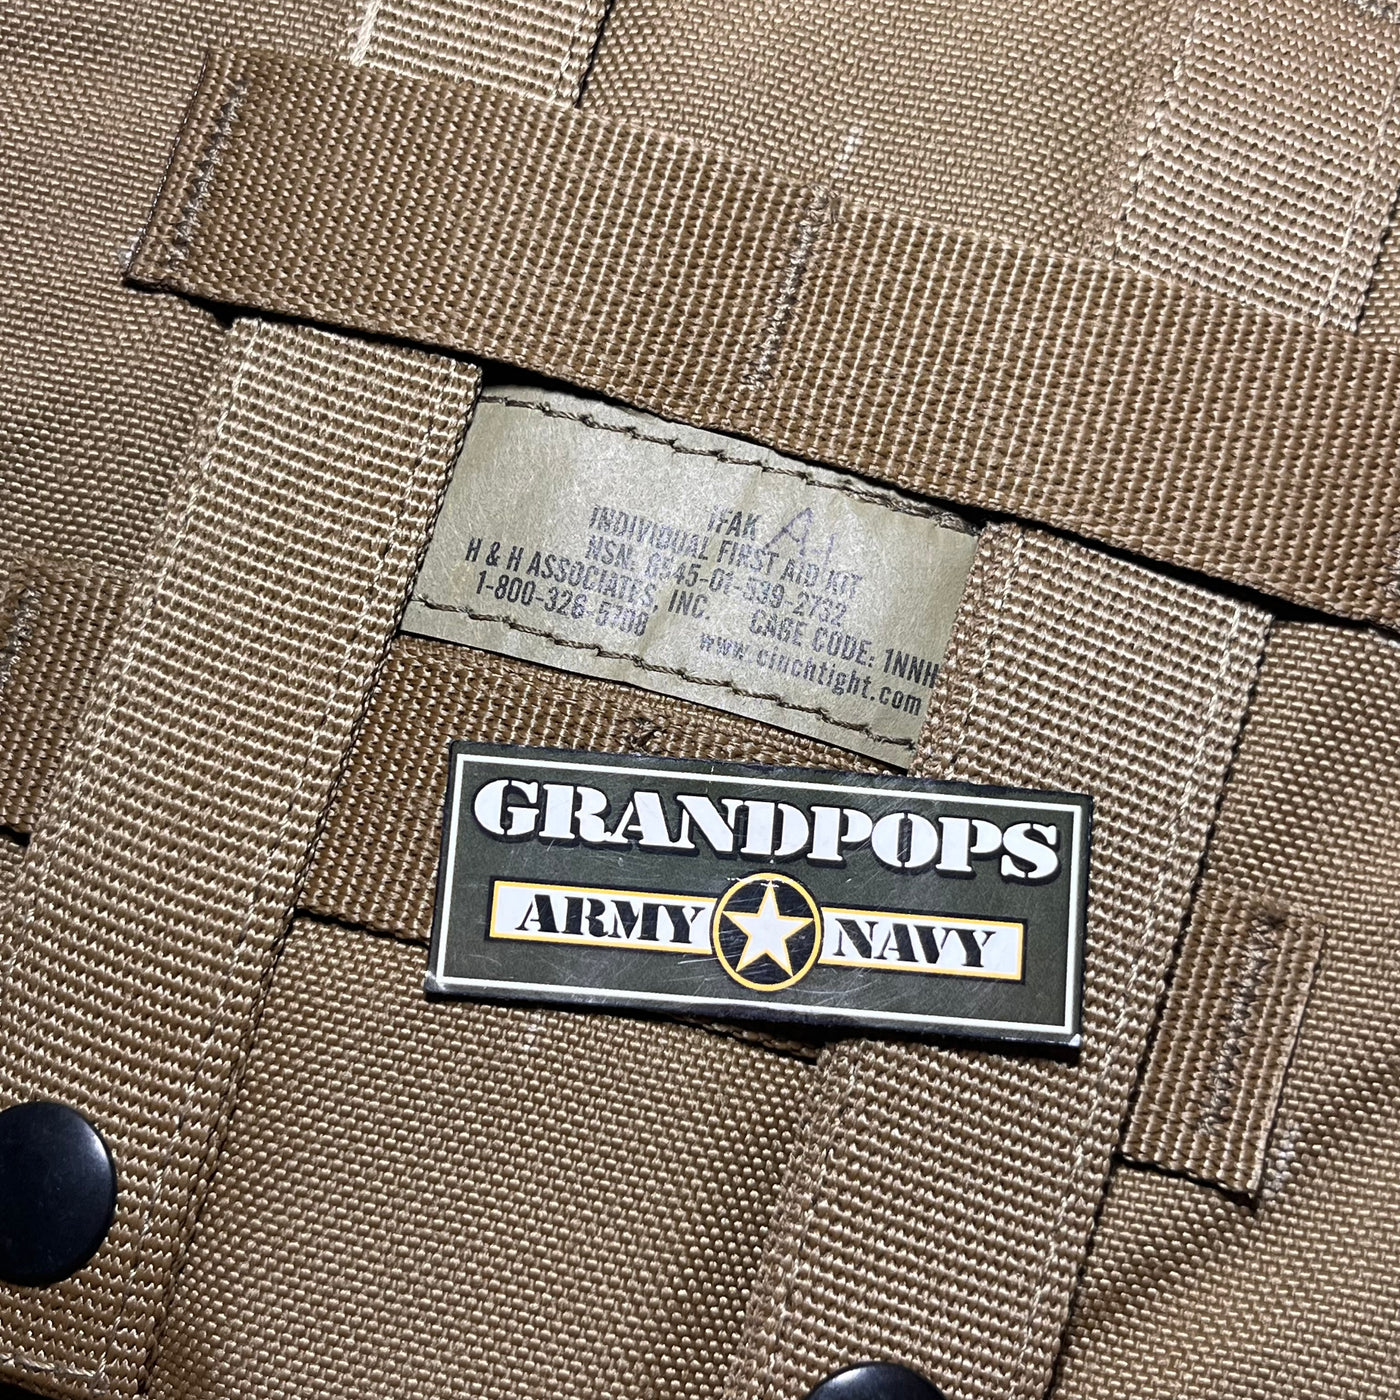 IFAK A-1
INDIVIDUAL FIRST AID KIT
NSN. 6545-01-539-2732
H & H ASSOCIATES, INC. CAGE CODE: 1NNH
1-800-326-5708 www.cinchtight.com
GRANDPOPS
ARMY NAVY